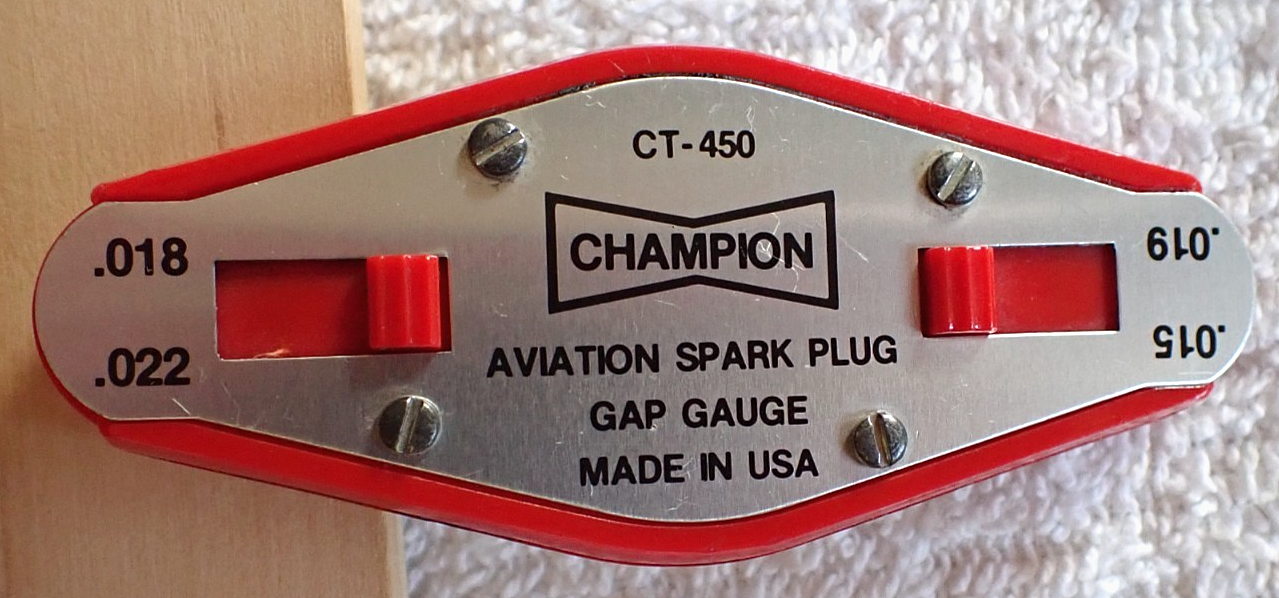 CT-450
CHAMPION
AVIATION SPARK PLUG
GAP GAUGE
MADE IN USA
.018
.022
.015
.019